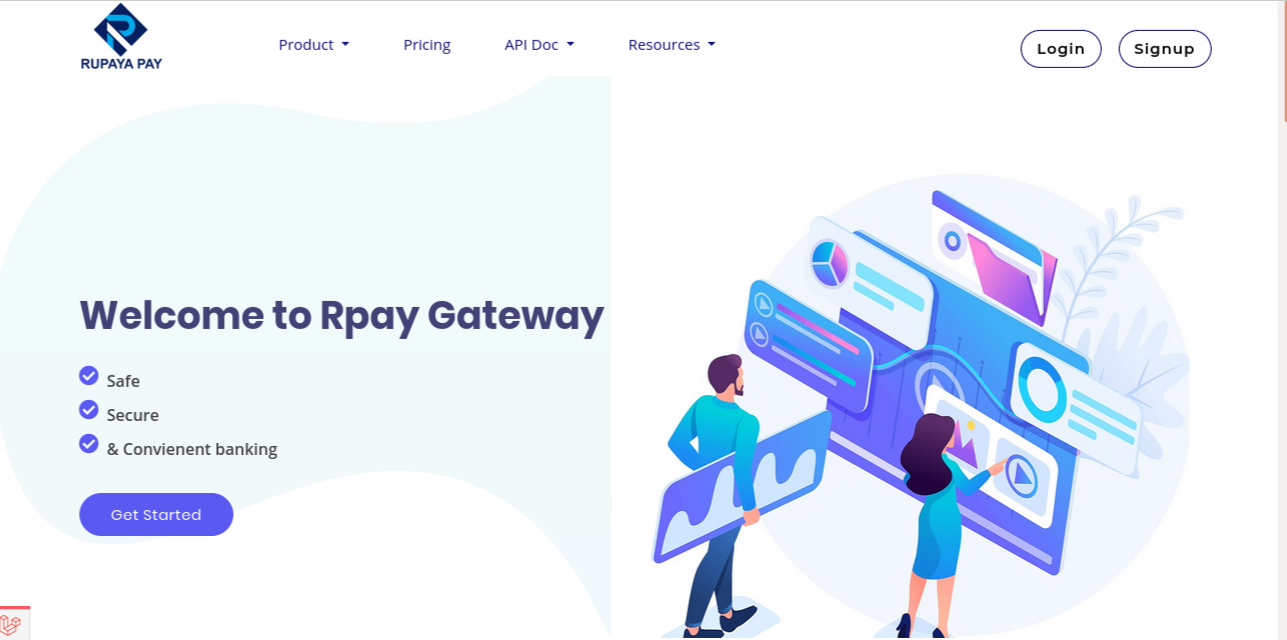 RUPAYA PAY
Product
Pricing
API Doc
Resources
Login
Signup
Welcome to Rpay Gateway
Safe
Secure
& Convienent banking
Get Started